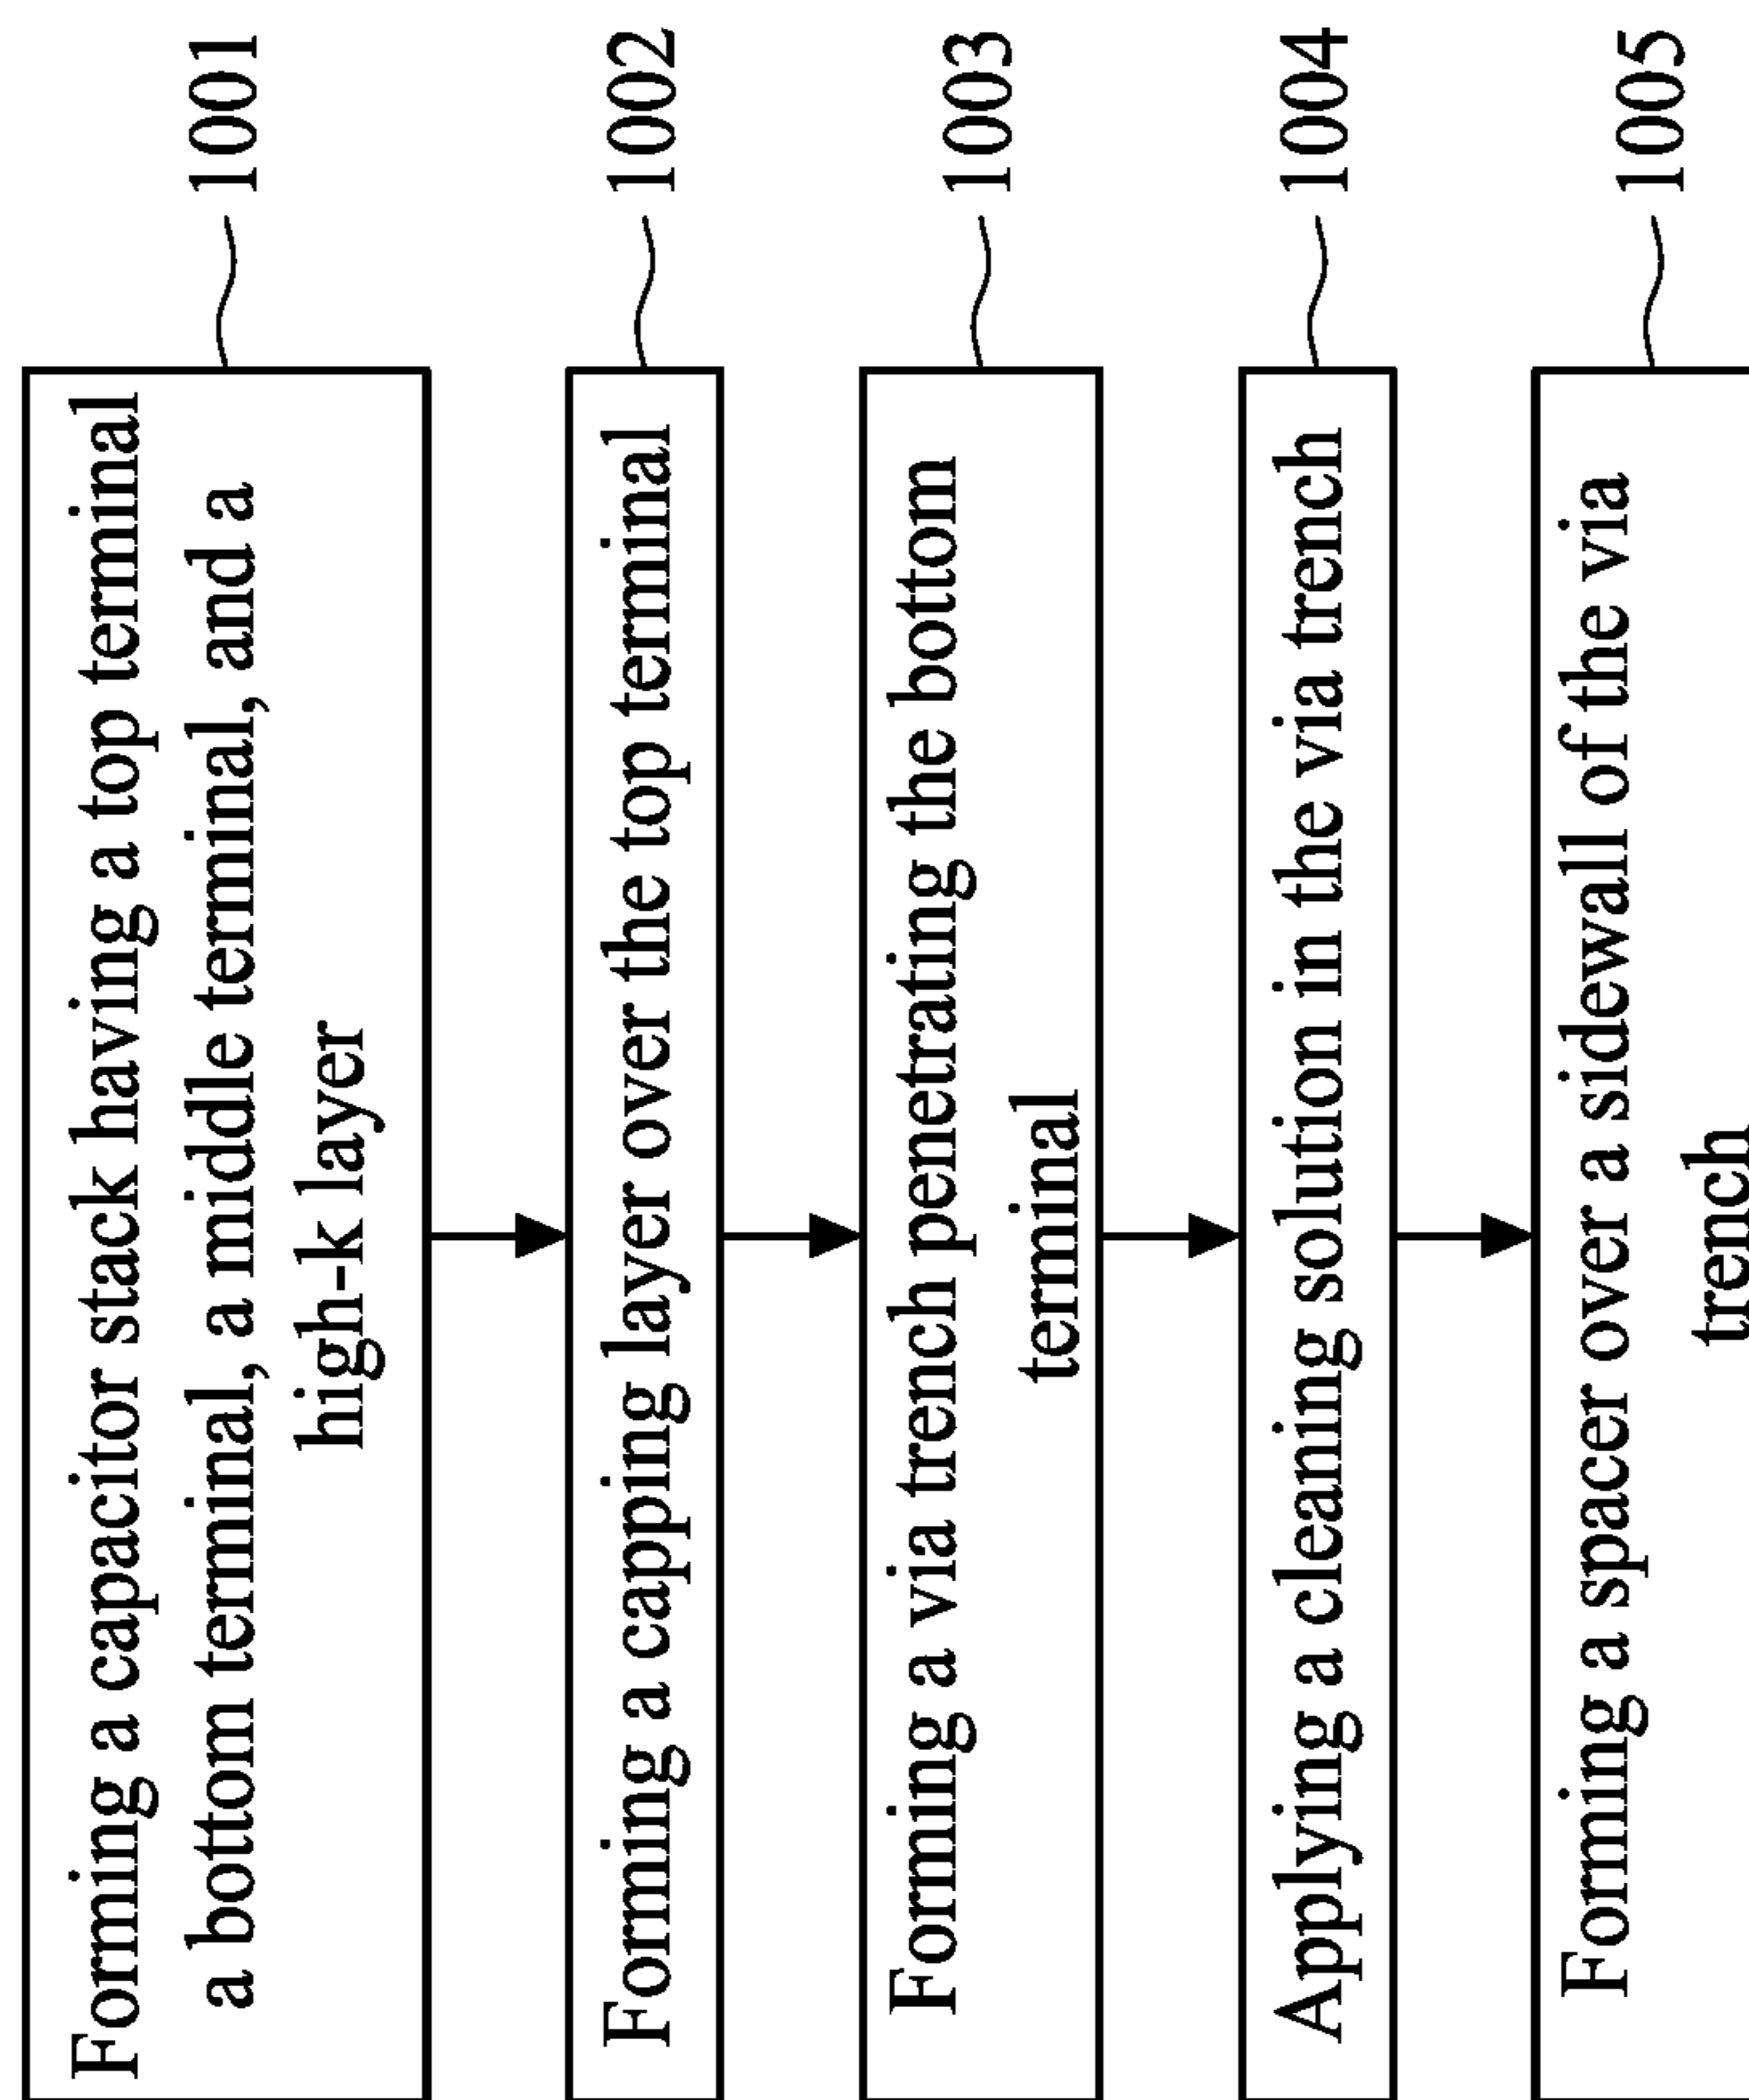 Forming a capacitor stack having a top terminal
a bottom terminal, a middle terminal, and a
high-k layer
1001
Forming a capping layer over the top terminal
1002
Forming a via trench penetrating the bottom
terminal
1003
Applying a cleaning solution in the via trench
1004
Forming a spacer over a sidewall of the via
trench
1005